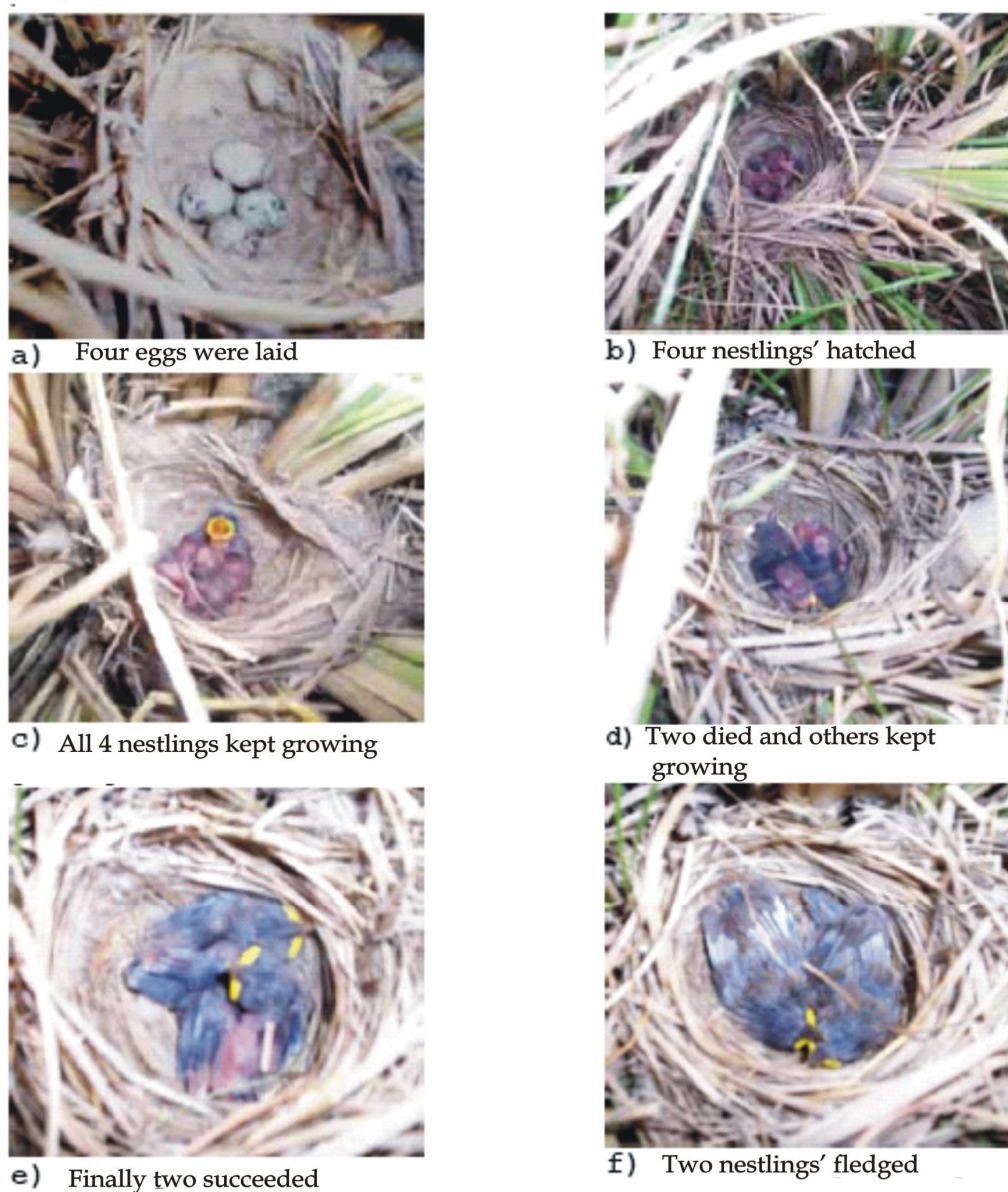 a) Four eggs were laid
b) Four nestlings' hatched
c) All 4 nestlings kept growing
d) Two died and others kept
growing
e) Finally two succeeded
f) Two nestlings' fledged